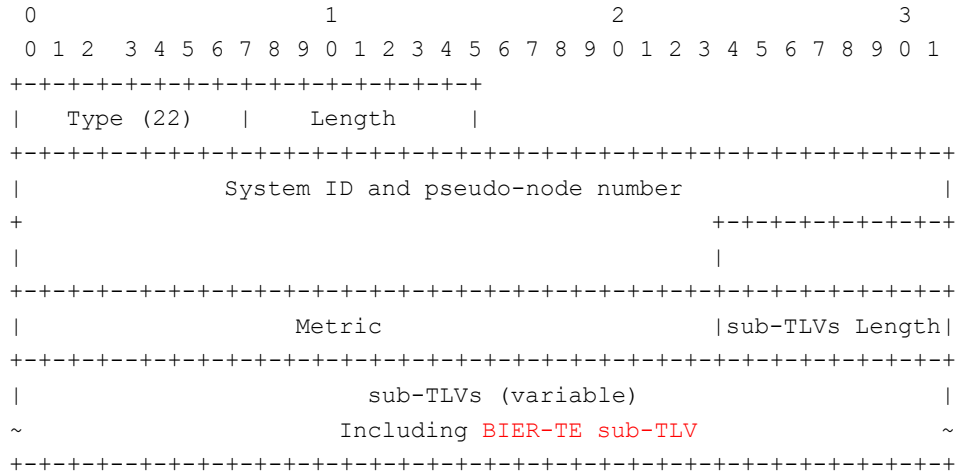 0                   1                   2                   3
 0 1 2  3 4 5 6 7 8 9 0 1 2 3 4 5 6 7 8 9 0 1 2 3 4 5 6 7 8 9 0 1
+-+-+-+--+-+-+-+-+-+-+-+-+-+-+-+-+
|   Type (22)   |    Length     |
+-+-+-+--+-+-+-+-+-+-+-+-+-+-+-+-+-+-+-+-+-+-+-+-+-+-+-+-+-+-+-+-+
|              System ID and pseudo-node number                  |
+                                                +-+-+-+-+-+-+-+-+
|                                                |
+-+-+-+--+-+-+-+-+-+-+-+-+-+-+-+-+-+-+-+-+-+-+-+-+-+-+-+-+-+-+-+-+
|                   Metric                       |sub-TLVs Length|
+-+-+-+--+-+-+-+-+-+-+-+-+-+-+-+-+-+-+-+-+-+-+-+-+-+-+-+-+-+-+-+-+
|                        sub-TLVs (variable)                     |
~                      Including BIER-TE sub-TLV                 ~
+-+-+-+--+-+-+-+-+-+-+-+-+-+-+-+-+-+-+-+-+-+-+-+-+-+-+-+-+-+-+-+-+